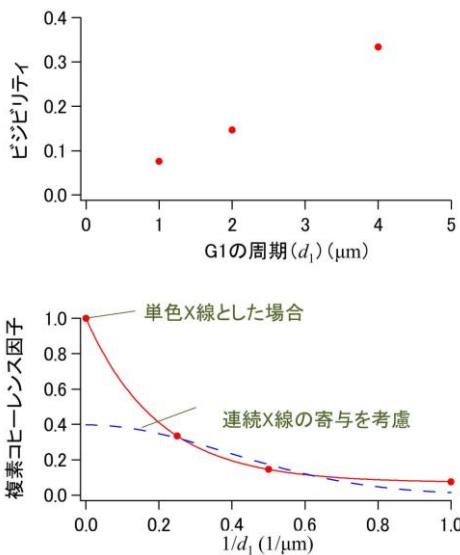 0.4
0.3
0.2
0.1
0.0
ビジビリティ
0 1 2 3 4 5
G1の周期(d1)(μm)
1.0
0.8
0.6
0.4
0.2
0.0
複素コヒーレンス因子
単色X線とした場合
連続X線の寄与を考慮
0.0 0.2 0.4 0.6 0.8 1.0
1/d1 (1/μm)